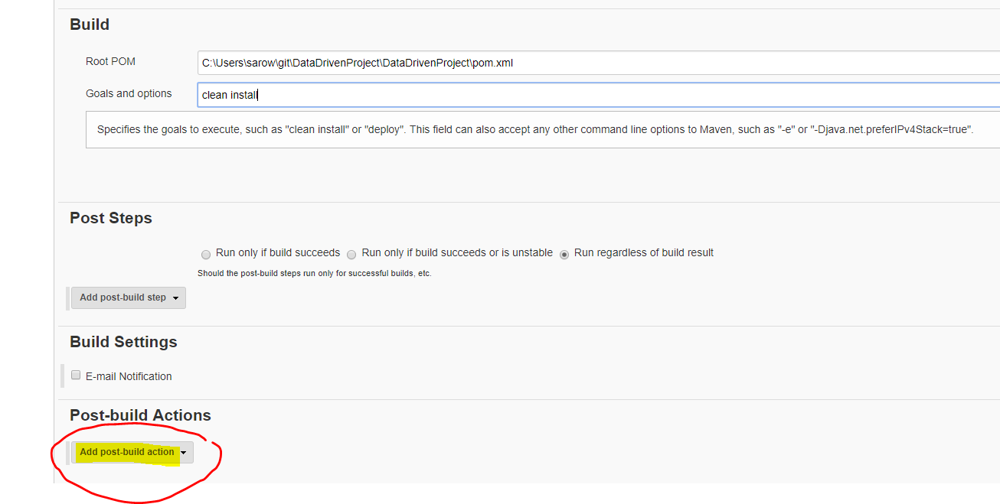 Build
Root POM
C:\Users\sarow\git\DataDrivenProject\DataDrivenProject\pom.xml
Goals and options
clean install
Specifies the goals to execute, such as "clean install" or "deploy". This field can also accept any other command line options to Maven, such as "-e" or "-Djava.net.preferIPv4Stack=true".
Post Steps
Run only if build succeeds Run only if build succeeds or is unstable Run regardless of build result
Should the post-build steps run only for successful builds, etc.
Add post-build step
Build Settings
E-mail Notification
Post-build Actions
Add post-build action